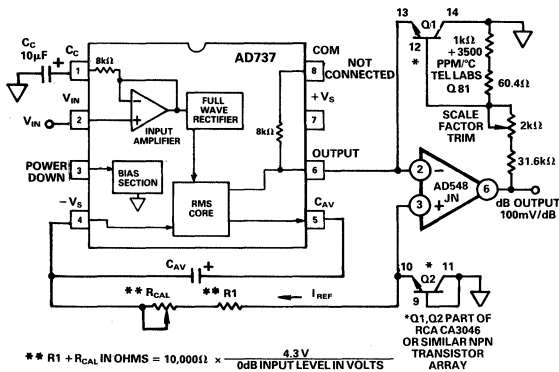 CC
10µF
CC
1
8kΩ
AD737
COM
8
NOT
CONNECTED
VIN
VIN
2
INPUT
AMPLIFIER
FULL
WAVE
RECTIFIER
8kΩ
+VS
7
POWER
DOWN
3
BIAS
SECTION
OUTPUT
6
RMS
CORE
−VS
4
CAV
5
CAV
+
** RCAL
** R1
IREF
13
Q1
14
12
*
1kΩ
+3500
PPM/°C
TEL LABS
Q81
60.4Ω
SCALE
FACTOR
TRIM
2kΩ
31.6kΩ
2
−
AD548
JN
3
+
6
dB OUTPUT
100mV/dB
10
*
11
Q2
9
*Q1,Q2 PART OF
RCA CA3046
OR SIMILAR NPN
TRANSISTOR
ARRAY
** R1 + RCAL IN OHMS = 10,000Ω × 4.3 V
0dB INPUT LEVEL IN VOLTS